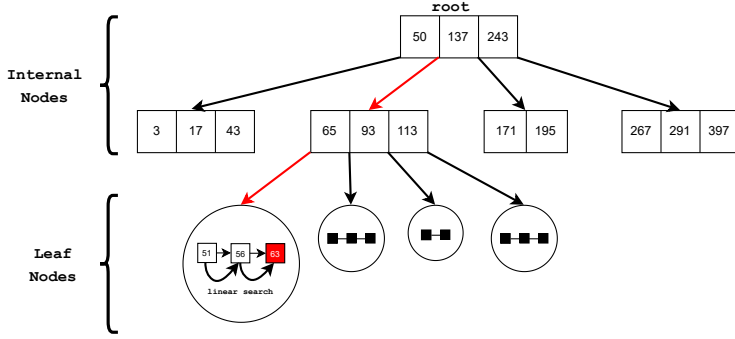 root
50 137 243
Internal
Nodes
3 17 43
65 93 113
171 195
267 291 397
Leaf
Nodes
51 56 63
linear search